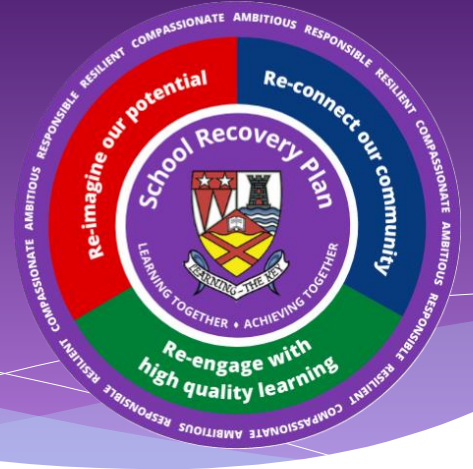 COMPASSIONATE AMBITIOUS RESPONSIBLE RESILIENT COMPASSIONATE AMBITIOUS RESPONSIBLE RESILIENT COMPASSIONATE AMBITIOUS RESPONSIBLE RESILIENT COMPASSIONATE AMBITIOUS RESPONSIBLE RESILIENT
Re-imagine our potential
Re-connect our community
Re-engage with
high quality learning
School Recovery Plan
LEARNING–THE KEY
LEARNING TOGETHER ♦ ACHIEVING TOGETHER